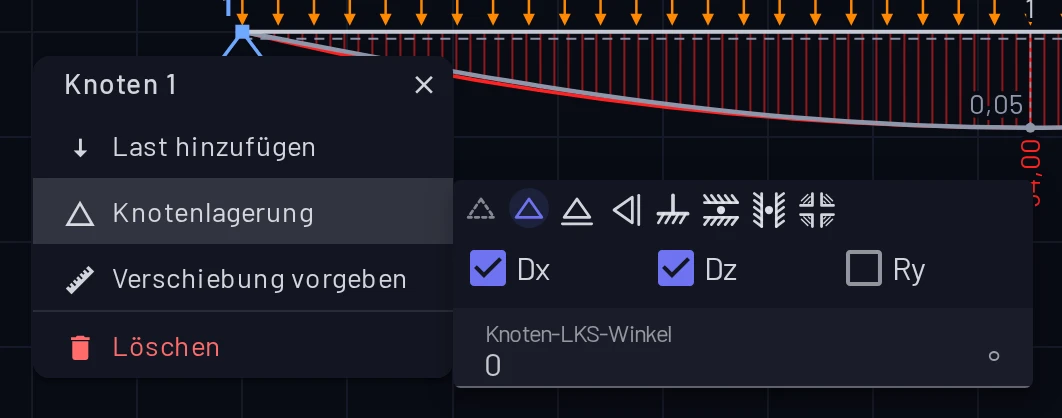 1
1
Knoten 1
0,05
Last hinzufügen
Knotenlagerung
Dx
Dz
Ry
Verschiebung vorgeben
Knoten-LKS-Winkel
0
°
Löschen